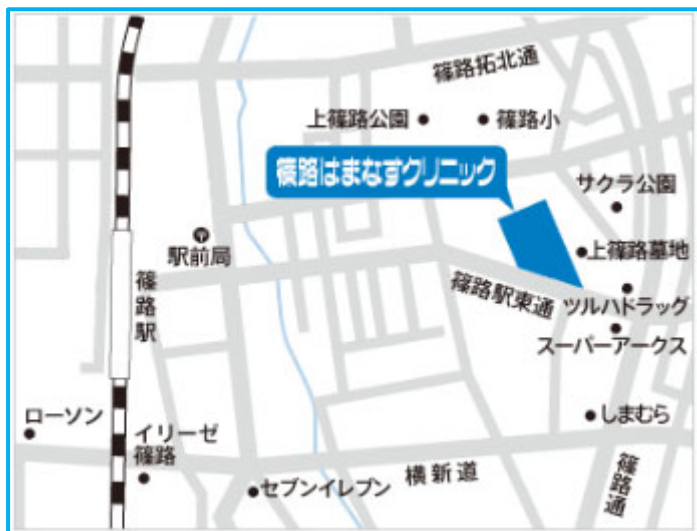 篠路拓北通
上篠路公園
篠路小
篠路はまなすクリニック
サクラ公園
駅前局
上篠路墓地
篠路駅
篠路駅東通
ツルハドラッグ
スーパーアークス
ローソン
イリーゼ
篠路
しまむら
セブンイレブン
横新道
篠路通